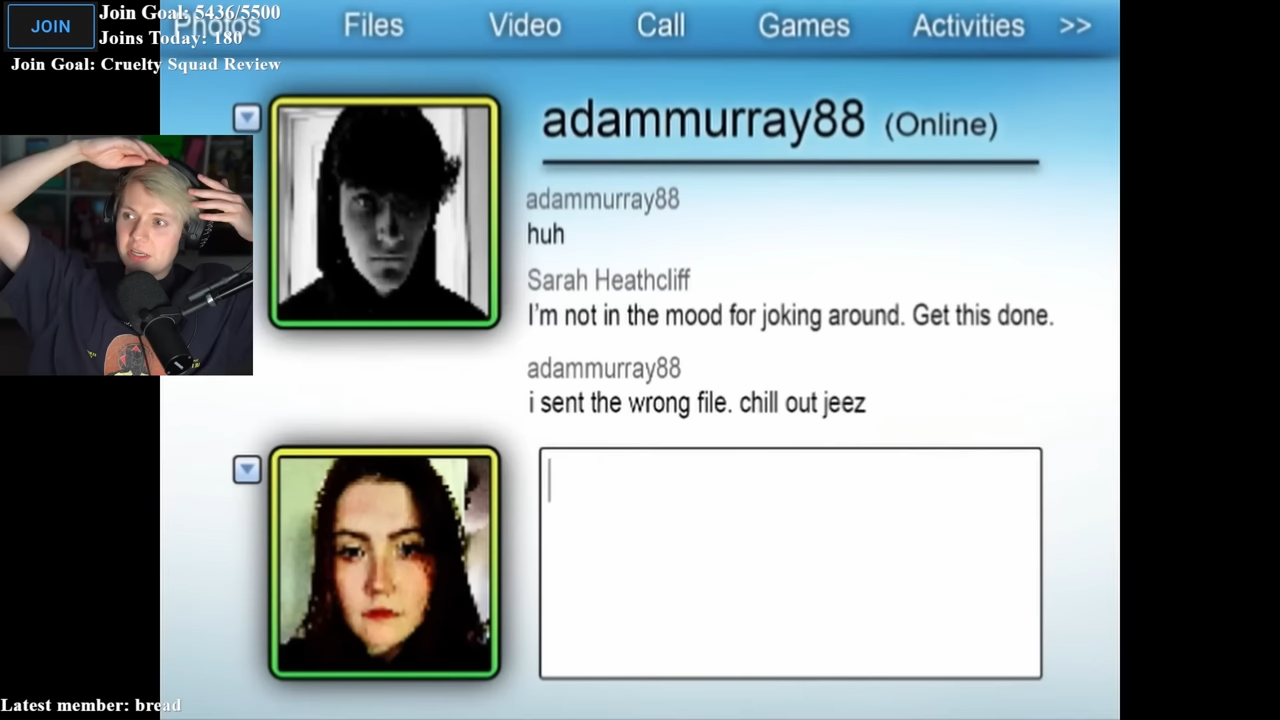 JOIN
Join Goal: 5436/5500
Joins Today: 180
Join Goal: Cruelty Squad Review
Photos Files Video Call Games Activities >>
adammurray88 (Online)
adammurray88
huh
Sarah Heathcliff
I'm not in the mood for joking around. Get this done.
adammurray88
i sent the wrong file. chill out jeez
Latest member: bread